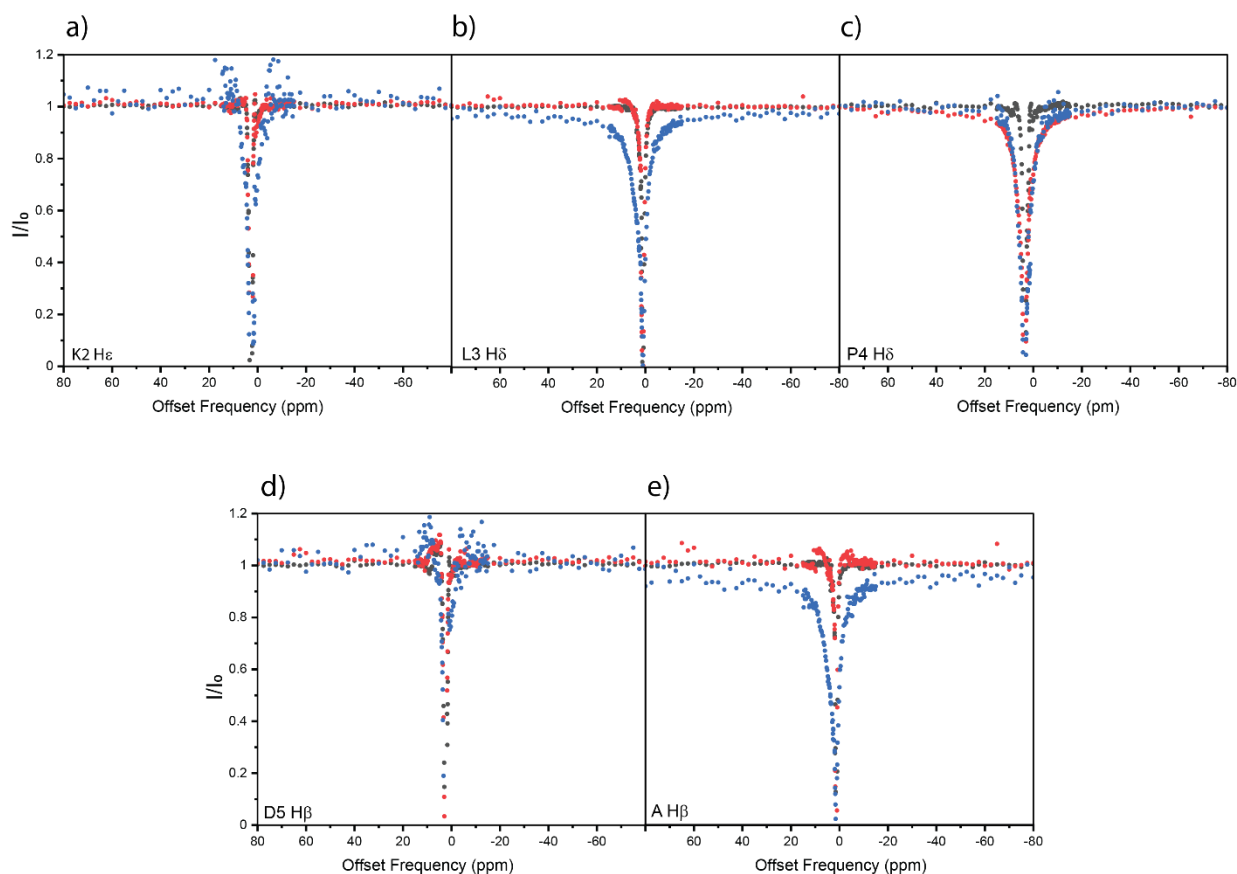 a)
b)
c)
1.2
1
0.8
0.6
0.4
0.2
0
I/I₀
K2 Hε
L3 Hδ
P4 Hδ
80 60 40 20 0 -20 -40 -60
60 40 20 0 -20 -40 -60
80 60 40 20 0 -20 -40 -60 -80
Offset Frequency (ppm)
Offset Frequency (ppm)
Offset Frequency (pm)
d)
e)
1.2
1
0.8
0.6
0.4
0.2
0
I/I₀
D5 Hβ
A Hβ
80 60 40 20 0 -20 -40 -60
60 40 20 0 -20 -40 -60 -80
Offset Frequency (ppm)
Offset Frequency (ppm)